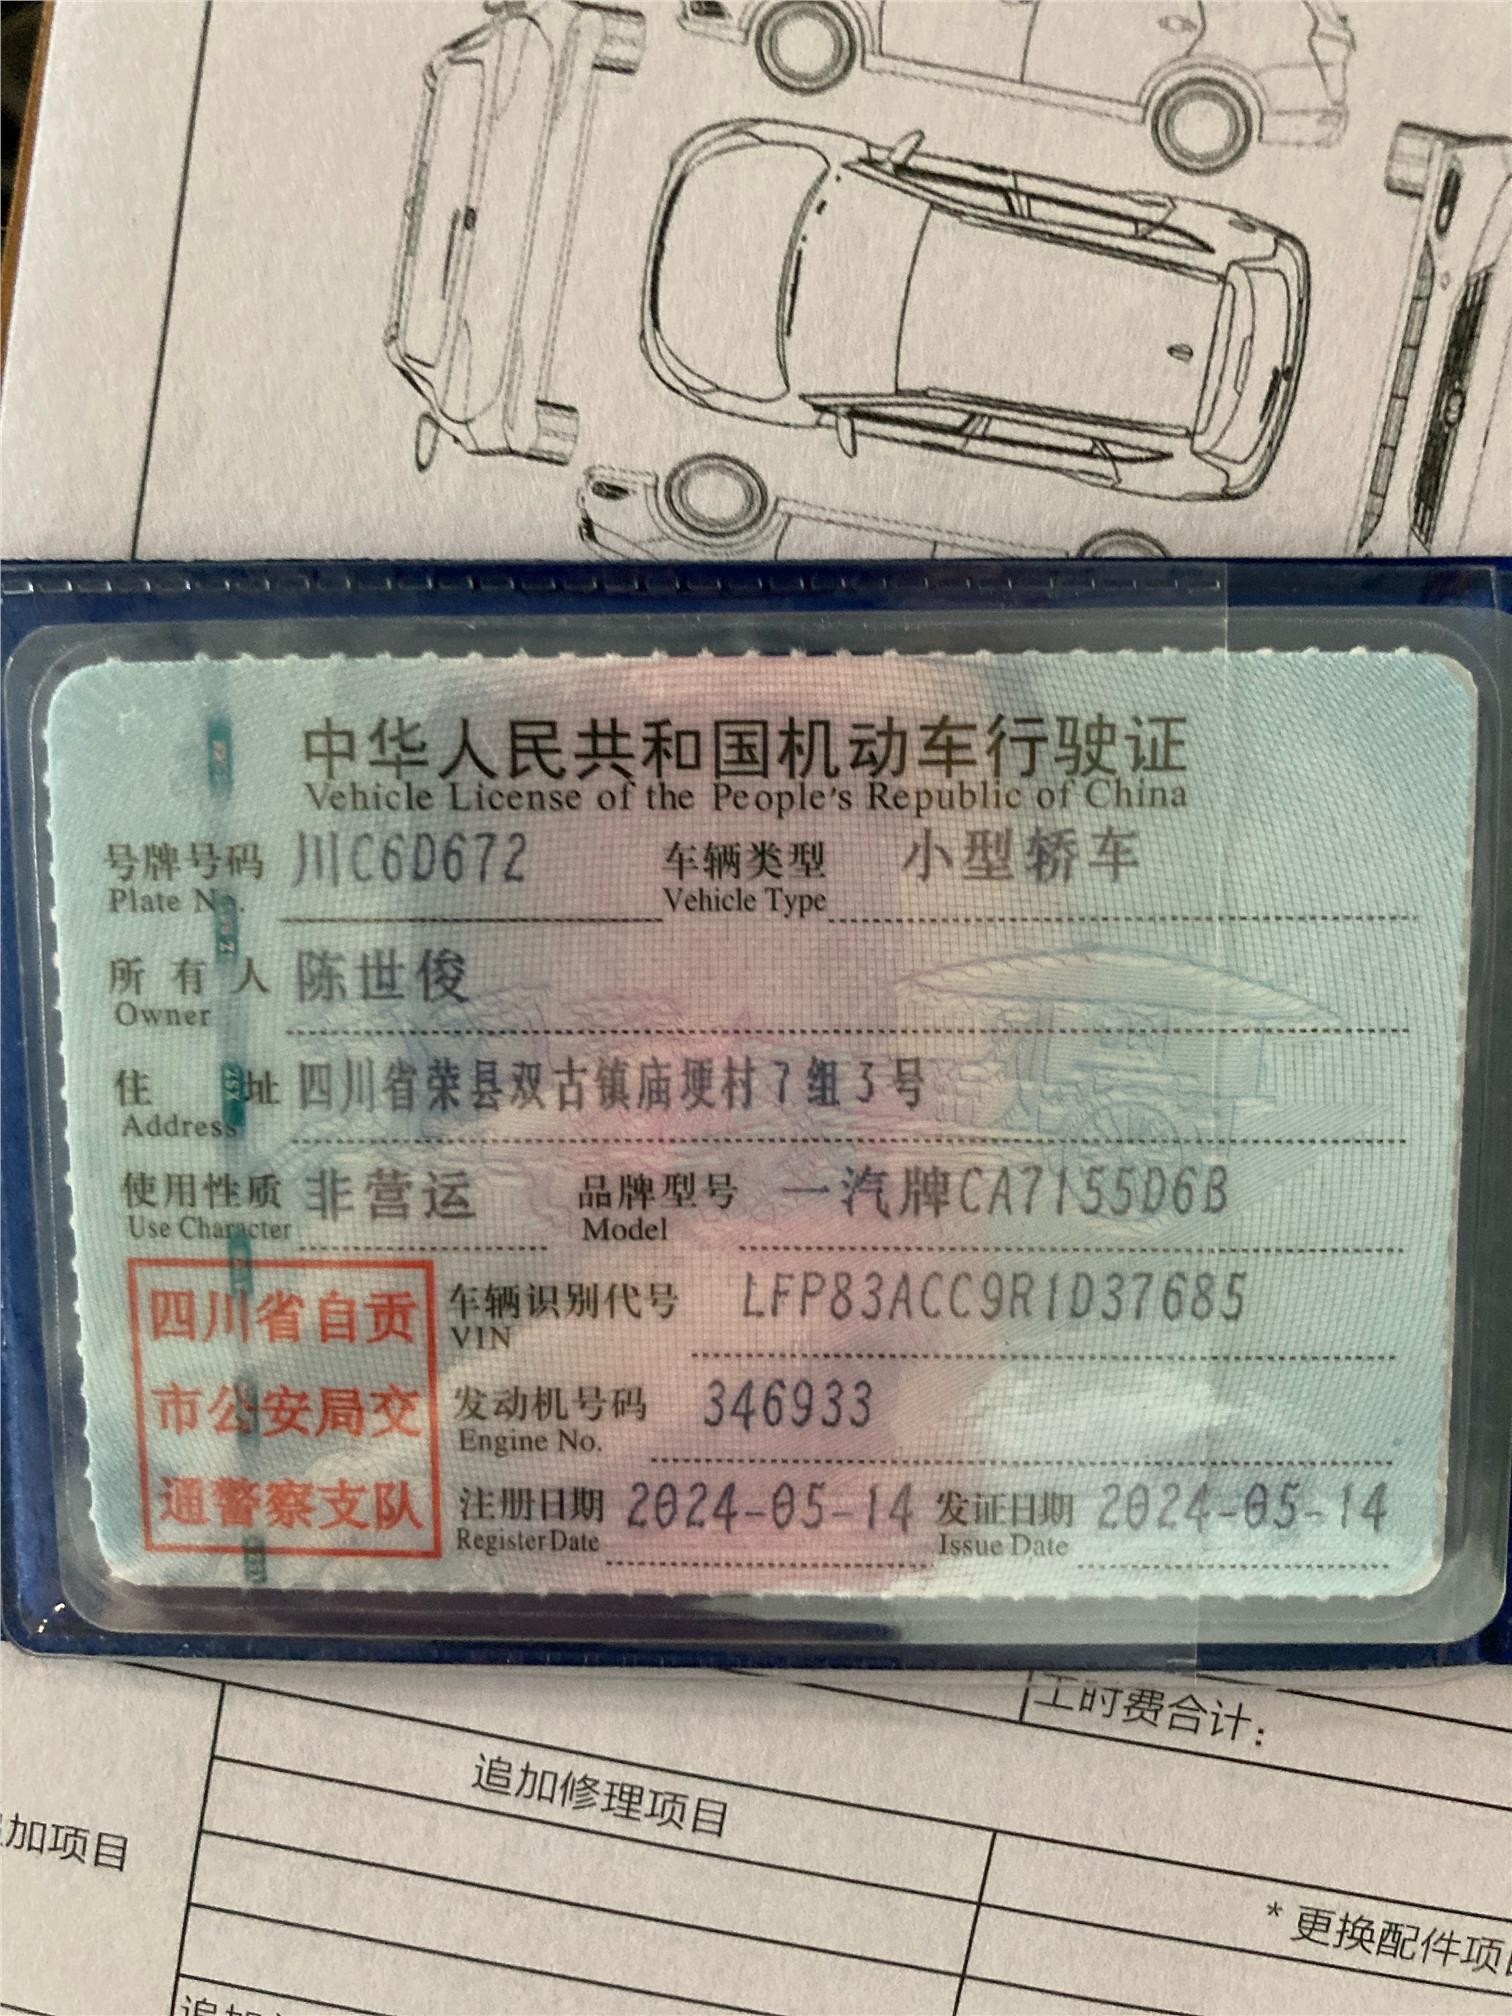 中华人民共和国机动车行驶证
Vehicle License of the People's Republic of China
号牌号码 川C6D672 车辆类型 小型轿车
Plate No. Vehicle Type
所有人 陈世俊
Owner
住址 四川省荣县双古镇庙埂村7组3号
Address
使用性质 非营运 品牌型号 一汽牌CA7155D6B
Use Character Model
四川省自贡
市公安局交
通警察支队
车辆识别代号 LFP83ACC9R1D37685
VIN
发动机号码 346933
Engine No.
注册日期 2024-05-14 发证日期 2024-05-14
Register Date Issue Date
工时费合计:
追加修理项目
加项目
* 更换配件项
追加